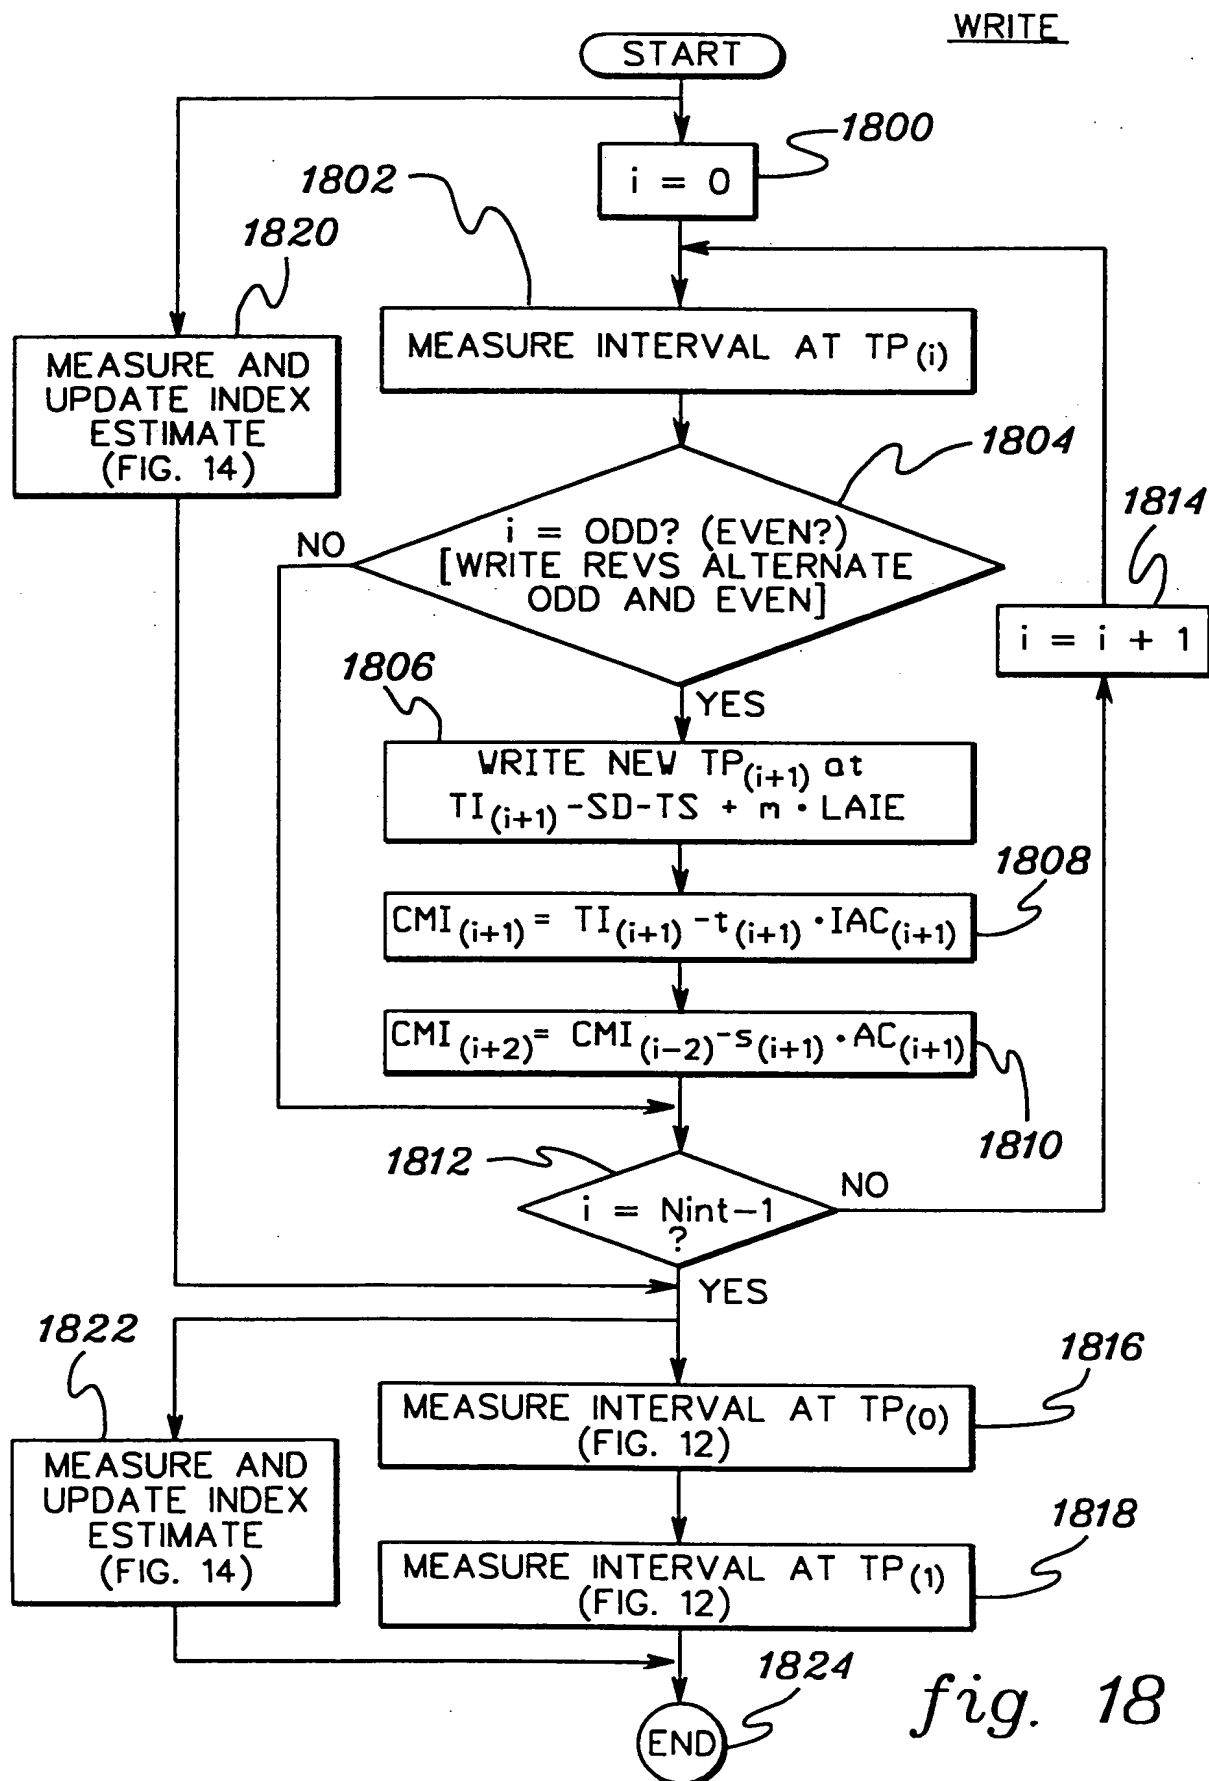 WRITE
START
1800
i = 0
1802
1820
MEASURE INTERVAL AT TP(i)
MEASURE AND
UPDATE INDEX
ESTIMATE
(FIG. 14)
1804
1814
NO
i = ODD? (EVEN?)
[WRITE REVS ALTERNATE
ODD AND EVEN]
i = i + 1
1806
YES
WRITE NEW TP(i+1) at
TI(i+1)-SD-TS + m · LAIE
1808
CMI(i+1) = TI(i+1) -t(i+1) · IAC(i+1)
CMI(i+2) = CMI(i-2) -s(i+1) · AC(i+1)
1810
1812
NO
i = Nint-1
?
YES
1822
1816
MEASURE INTERVAL AT TP(0)
(FIG. 12)
MEASURE AND
UPDATE INDEX
ESTIMATE
(FIG. 14)
1818
MEASURE INTERVAL AT TP(1)
(FIG. 12)
1824
END
fig. 18